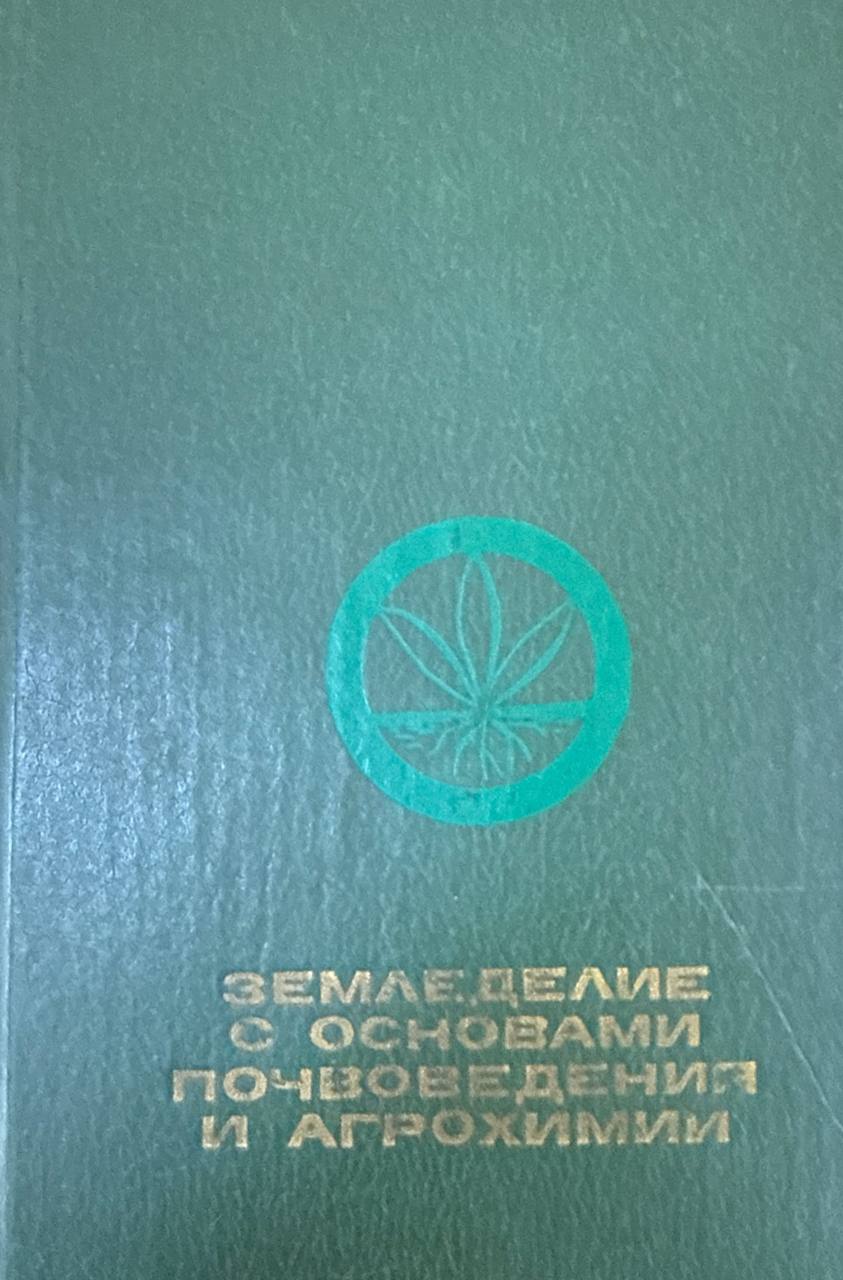 ЗЕМЛЕДЕЛИЕ
С ОСНОВАМИ
ПОЧВОВЕДЕНИЯ
И АГРОХИМИИ